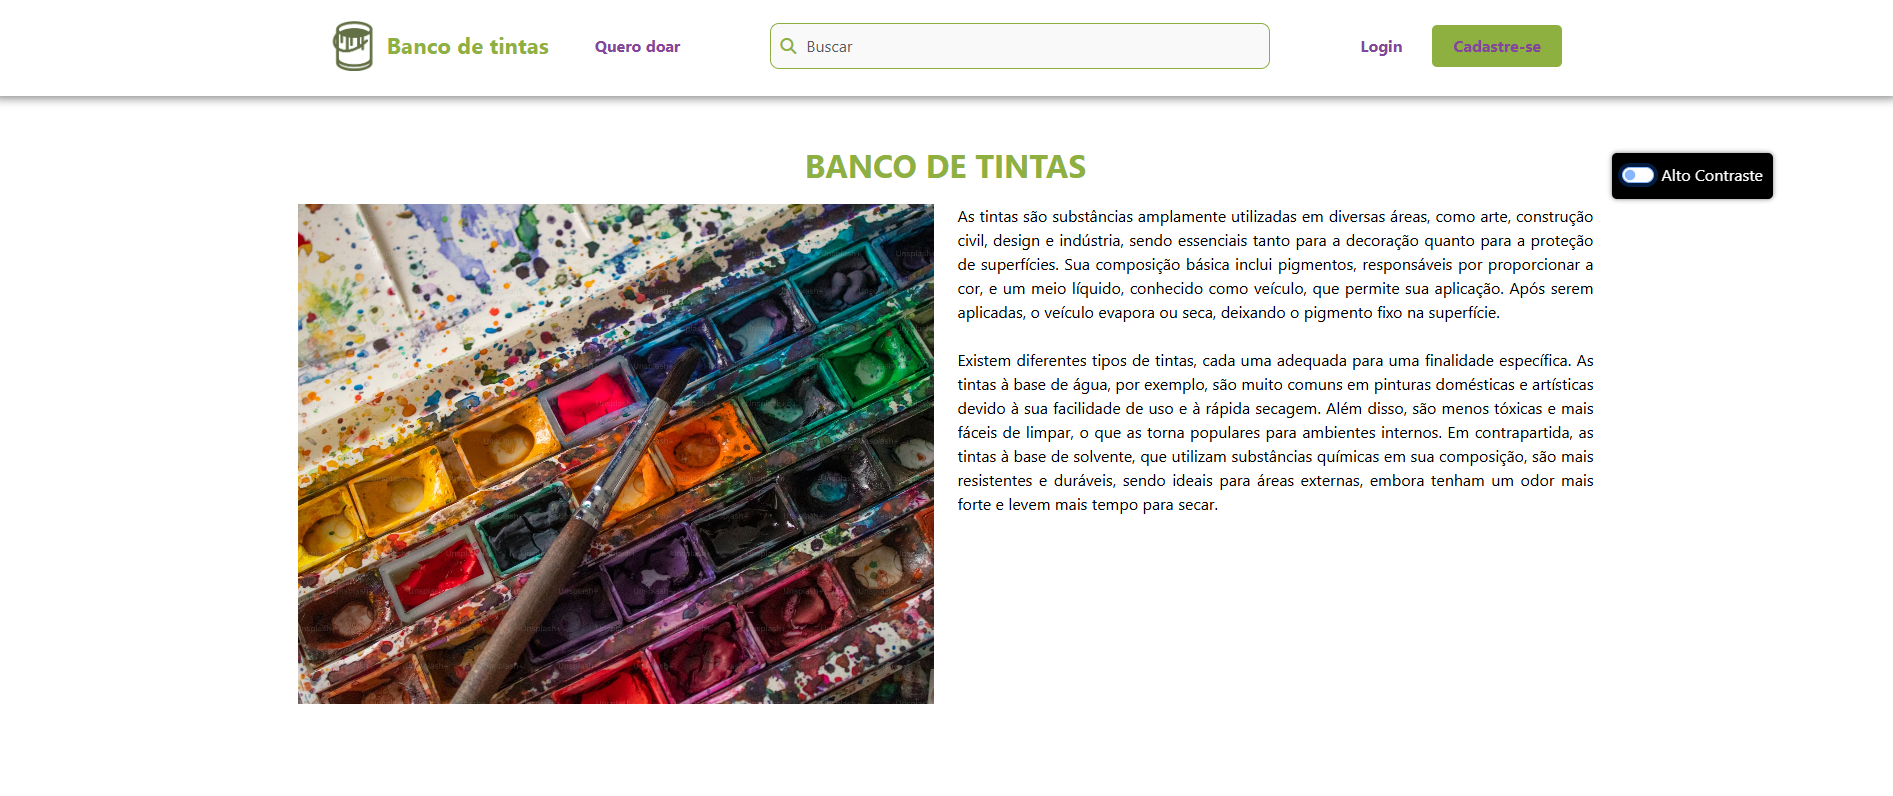 Banco de tintas
Quero doar
Buscar
Login
Cadastre-se
BANCO DE TINTAS
Alto Contraste
As tintas são substâncias amplamente utilizadas em diversas áreas, como arte, construção
civil, design e indústria, sendo essenciais tanto para a decoração quanto para a proteção
de superfícies. Sua composição básica inclui pigmentos, responsáveis por proporcionar a
cor, e um meio líquido, conhecido como veículo, que permite sua aplicação. Após serem
aplicadas, o veículo evapora ou seca, deixando o pigmento fixo na superfície.
Existem diferentes tipos de tintas, cada uma adequada para uma finalidade específica. As
tintas à base de água, por exemplo, são muito comuns em pinturas domésticas e artísticas
devido à sua facilidade de uso e à rápida secagem. Além disso, são menos tóxicas e mais
fáceis de limpar, o que as torna populares para ambientes internos. Em contrapartida, as
tintas à base de solvente, que utilizam substâncias químicas em sua composição, são mais
resistentes e duráveis, sendo ideais para áreas externas, embora tenham um odor mais
forte e levem mais tempo para secar.